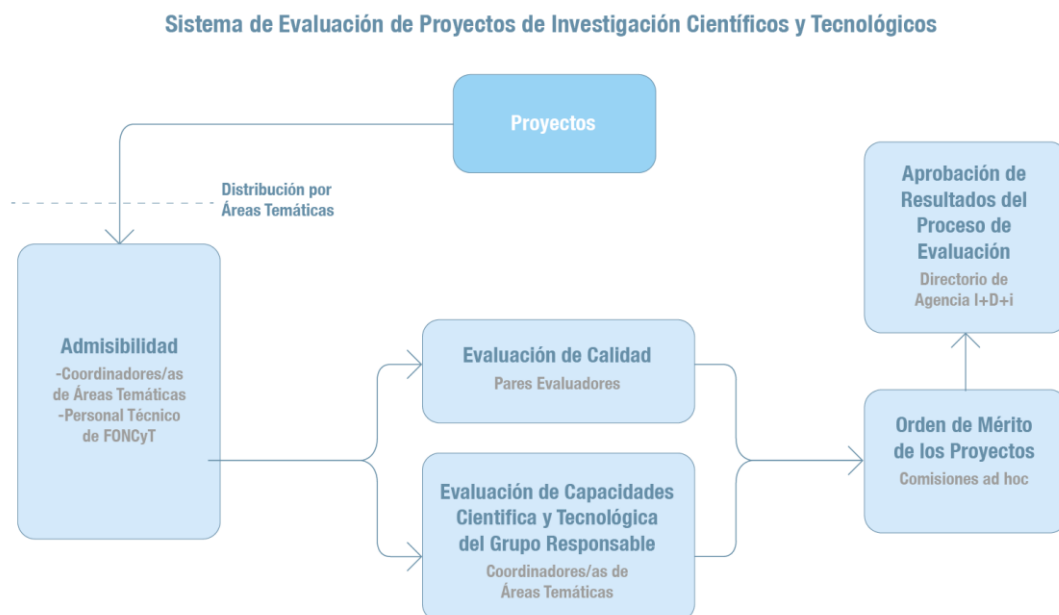 Sistema de Evaluación de Proyectos de Investigación Científicos y Tecnológicos
Proyectos
Distribución por
Áreas Temáticas
Admisibilidad
-Coordinadores/as
de Áreas Temáticas
-Personal Técnico
de FONCyT
Evaluación de Calidad
Pares Evaluadores
Evaluación de Capacidades
Cientifica y Tecnológica
del Grupo Responsable
Coordinadores/as de
Áreas Temáticas
Orden de Mérito
de los Proyectos
Comisiones ad hoc
Aprobación de
Resultados del
Proceso de
Evaluación
Directorio de
Agencia I+D+i